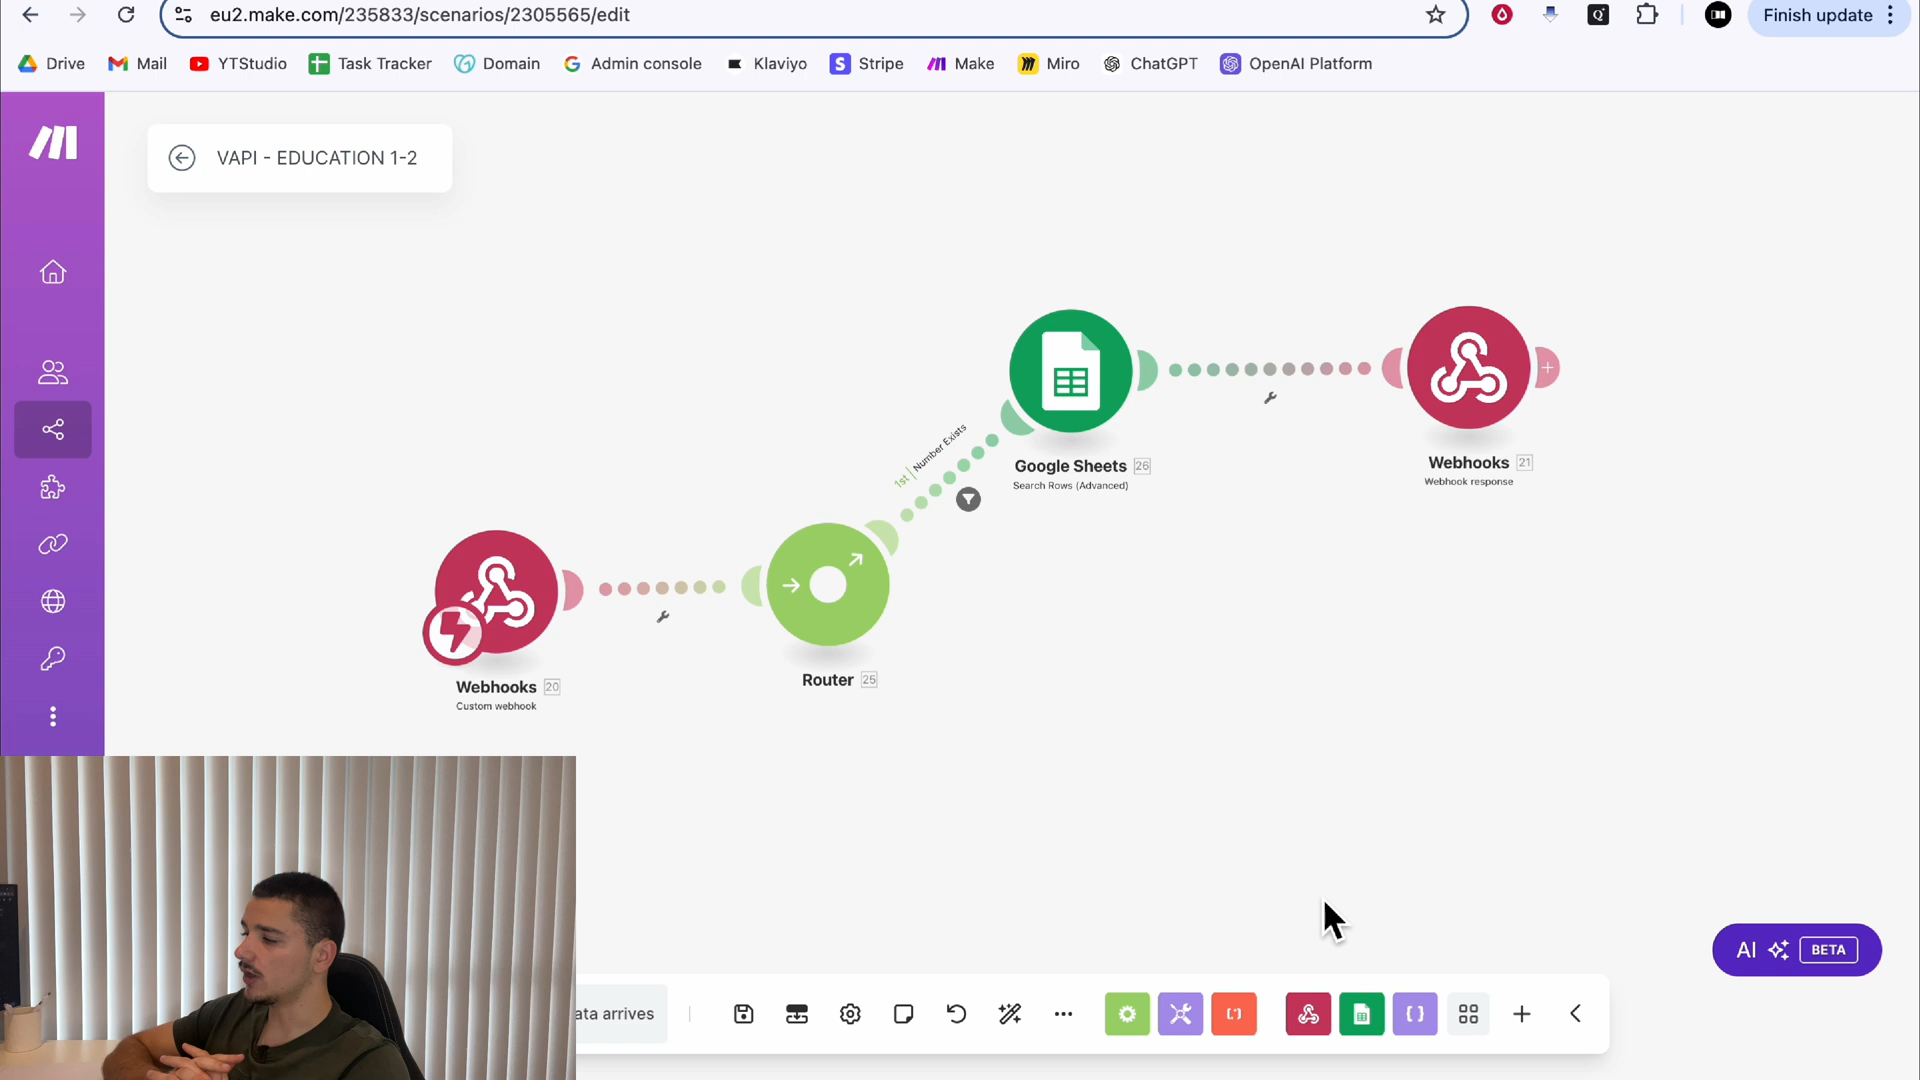 eu2.make.com/235833/scenarios/2305565/edit
Finish update
Drive
Mail
YTStudio
Task Tracker
Domain
Admin console
Klaviyo
Stripe
Make
Miro
ChatGPT
OpenAI Platform
VAPI - EDUCATION 1-2
1st | Number Exists
Google Sheets 26
Search Rows (Advanced)
Webhooks 21
Webhook response
Webhooks 20
Custom webhook
Router 25
AI BETA
ata arrives